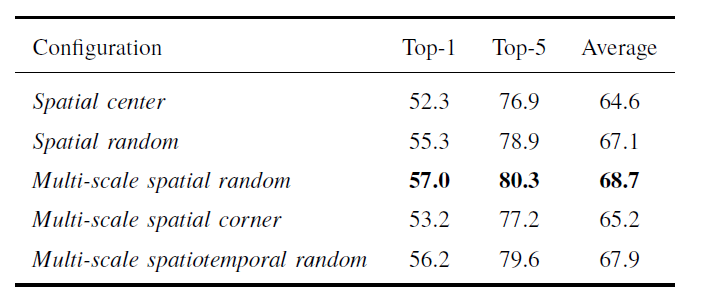 Configuration Top-1 Top-5 Average
Spatial center 52.3 76.9 64.6
Spatial random 55.3 78.9 67.1
Multi-scale spatial random 57.0 80.3 68.7
Multi-scale spatial corner 53.2 77.2 65.2
Multi-scale spatiotemporal random 56.2 79.6 67.9